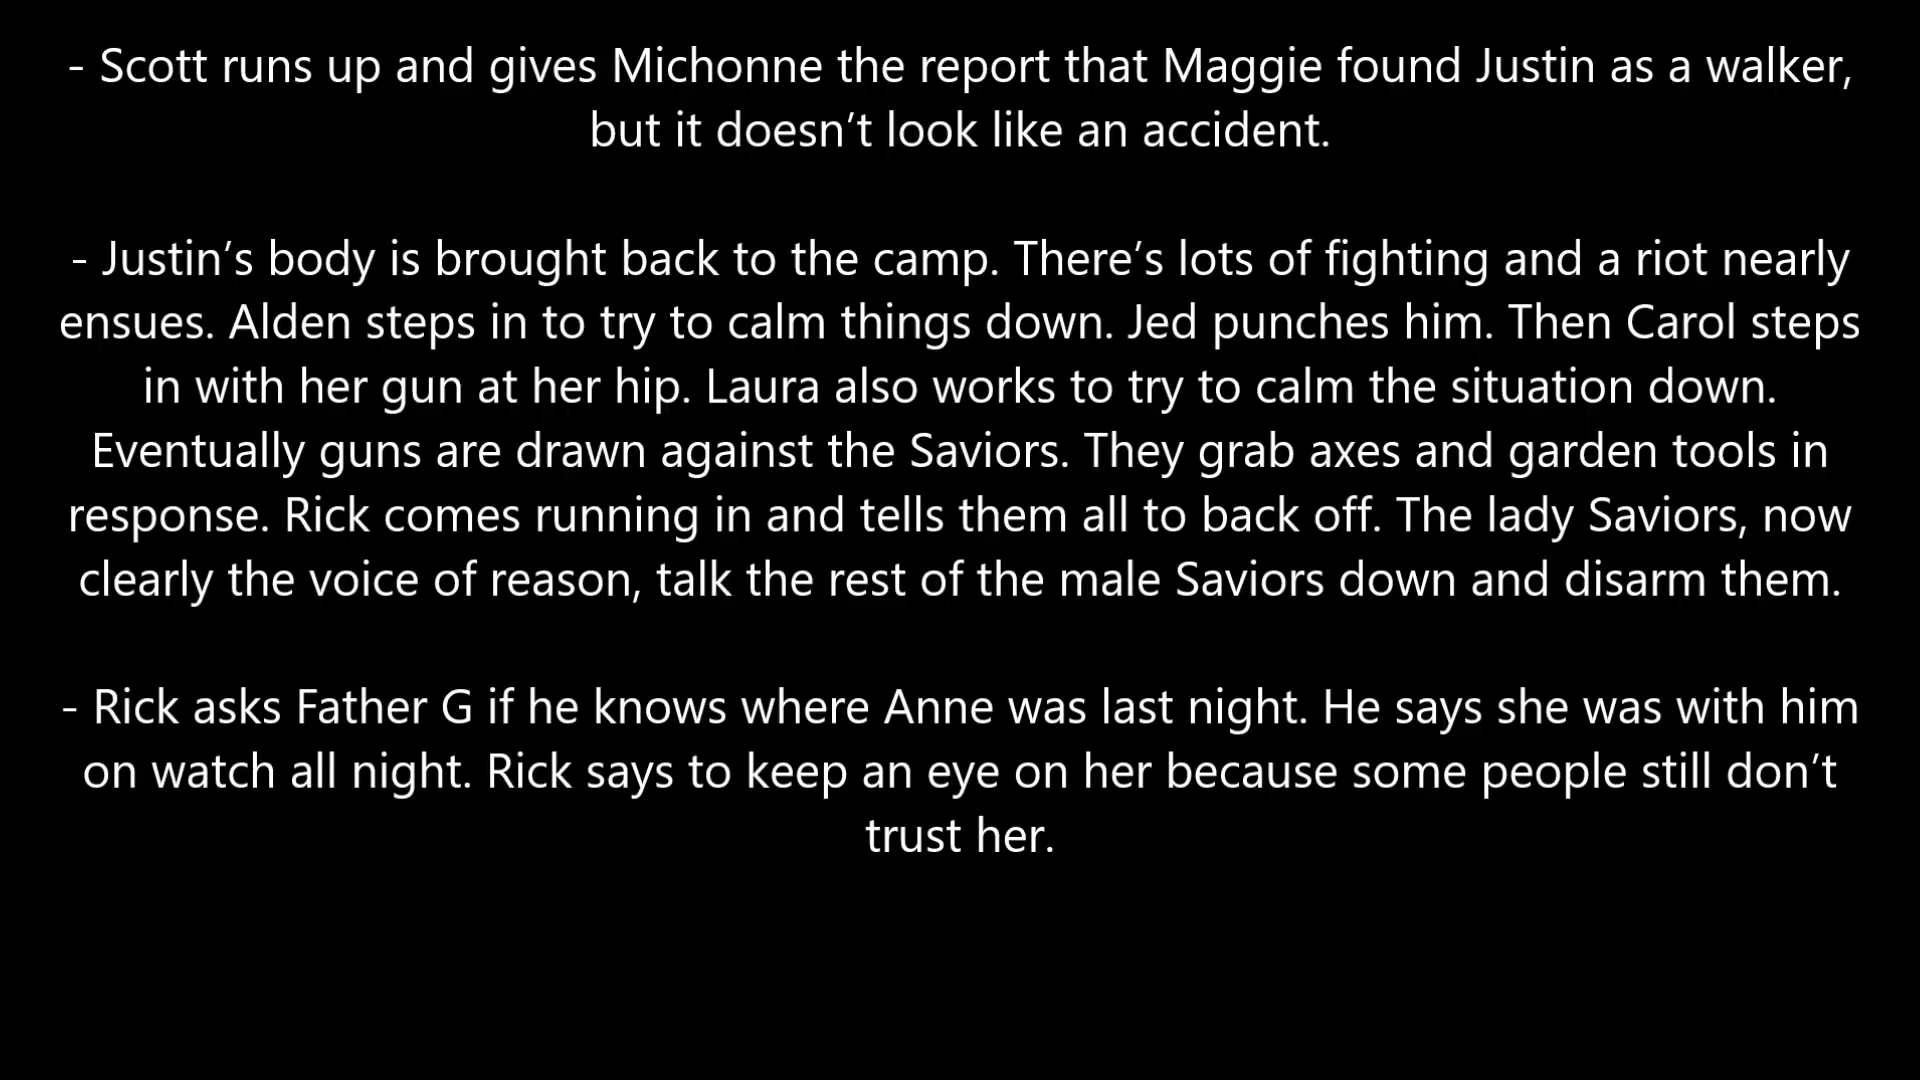 - Scott runs up and gives Michonne the report that Maggie found Justin as a walker,
but it doesn’t look like an accident.
- Justin’s body is brought back to the camp. There’s lots of fighting and a riot nearly
ensues. Alden steps in to try to calm things down. Jed punches him. Then Carol steps
in with her gun at her hip. Laura also works to try to calm the situation down.
Eventually guns are drawn against the Saviors. They grab axes and garden tools in
response. Rick comes running in and tells them all to back off. The lady Saviors, now
clearly the voice of reason, talk the rest of the male Saviors down and disarm them.
- Rick asks Father G if he knows where Anne was last night. He says she was with him
on watch all night. Rick says to keep an eye on her because some people still don’t
trust her.